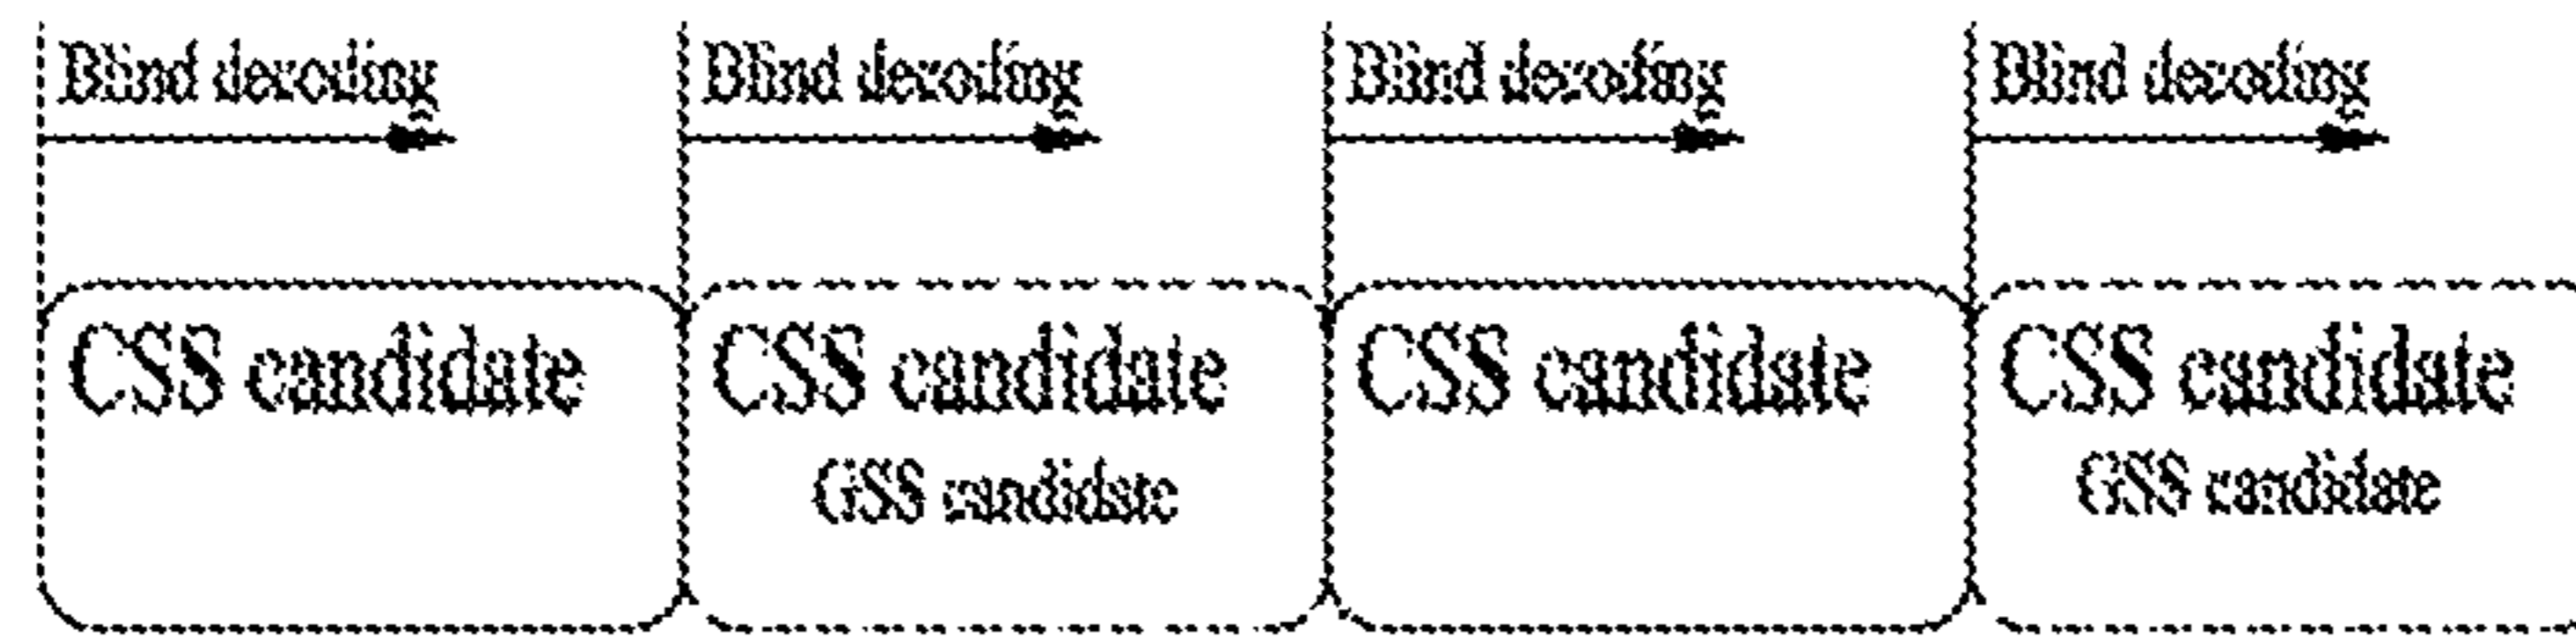 Blind decoding Blind decoding Blind decoding Blind decoding
CSS candidate CSS candidate CSS candidate CSS candidate
GSS candidate GSS candidate